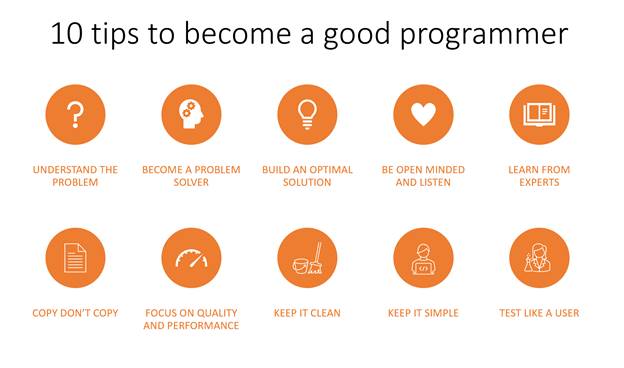 10 tips to become a good programmer
UNDERSTAND THE
PROBLEM
BECOME A PROBLEM
SOLVER
BUILD AN OPTIMAL
SOLUTION
BE OPEN MINDED
AND LISTEN
LEARN FROM
EXPERTS
COPY DON'T COPY
FOCUS ON QUALITY
AND PERFORMANCE
KEEP IT CLEAN
</>
KEEP IT SIMPLE
TEST LIKE A USER